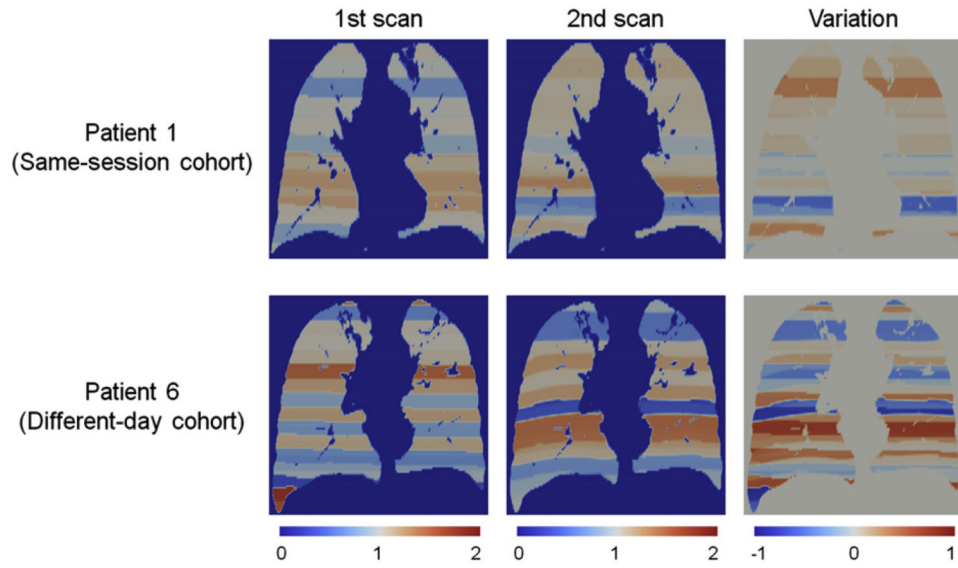 1st scan 2nd scan Variation
Patient 1
(Same-session cohort)
Patient 6
(Different-day cohort)
0 1 2 0 1 2 -1 0 1